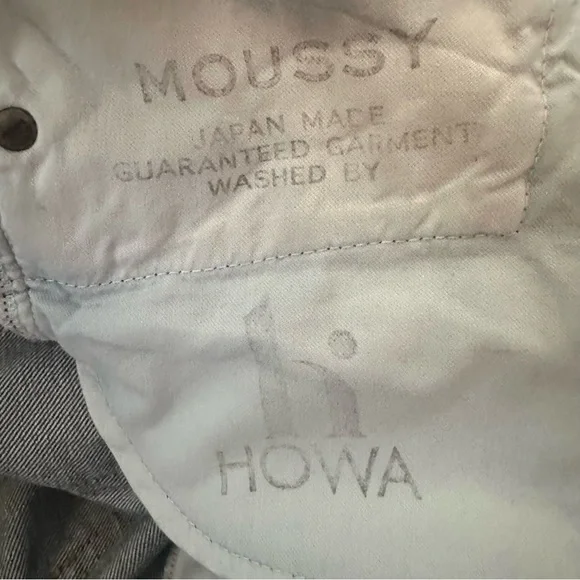 MOUSSY
JAPAN MADE
GUARANTEED GARMENT
WASHED BY
HOWA